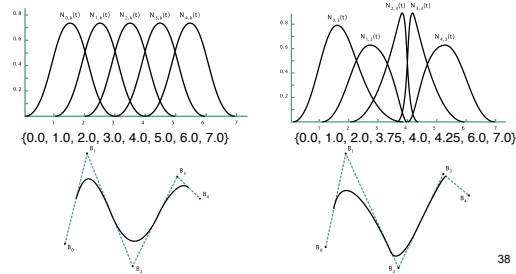 N0,3(t) N1,3(t) N2,3(t) N3,3(t) N4,3(t)
0.8
0.6
0.4
0.2
1 2 3 4 5 6 7
{0.0, 1.0, 2.0, 3.0, 4.0, 5.0, 6.0, 7.0}
B1
B3
B4
B0
B2
N2,3(t) N3,3(t)
N0,3(t)
N1,3(t)
N4,3(t)
0.8
0.6
0.4
0.2
1 2 3 4 5 6 7
{0.0, 1.0, 2.0, 3.75, 4.0, 4.25, 6.0, 7.0}
B1
B3
B4
B0
B2
38